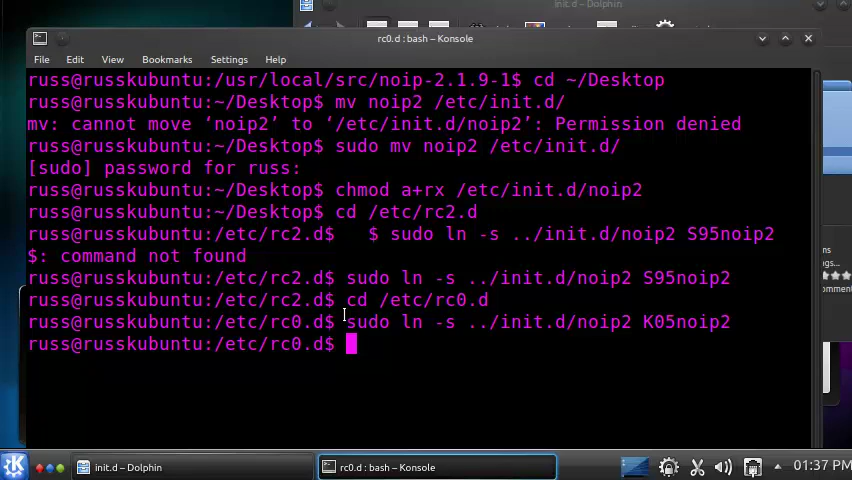 init.d – Dolphin
rc0.d : bash – Konsole
File Edit View Bookmarks Settings Help
russ@russkubuntu:/usr/local/src/noip-2.1.9-1$ cd ~/Desktop
russ@russkubuntu:~/Desktop$ mv noip2 /etc/init.d/
mv: cannot move ‘noip2’ to ‘/etc/init.d/noip2’: Permission denied
russ@russkubuntu:~/Desktop$ sudo mv noip2 /etc/init.d/
[sudo] password for russ:
russ@russkubuntu:~/Desktop$ chmod a+rx /etc/init.d/noip2
russ@russkubuntu:~/Desktop$ cd /etc/rc2.d
russ@russkubuntu:/etc/rc2.d$   $ sudo ln -s ../init.d/noip2 S95noip2
$: command not found
russ@russkubuntu:/etc/rc2.d$ sudo ln -s ../init.d/noip2 S95noip2
russ@russkubuntu:/etc/rc2.d$ cd /etc/rc0.d
russ@russkubuntu:/etc/rc0.d$ sudo ln -s ../init.d/noip2 K05noip2
russ@russkubuntu:/etc/rc0.d$
init.d – Dolphin
rc0.d : bash – Konsole
01:37 PM